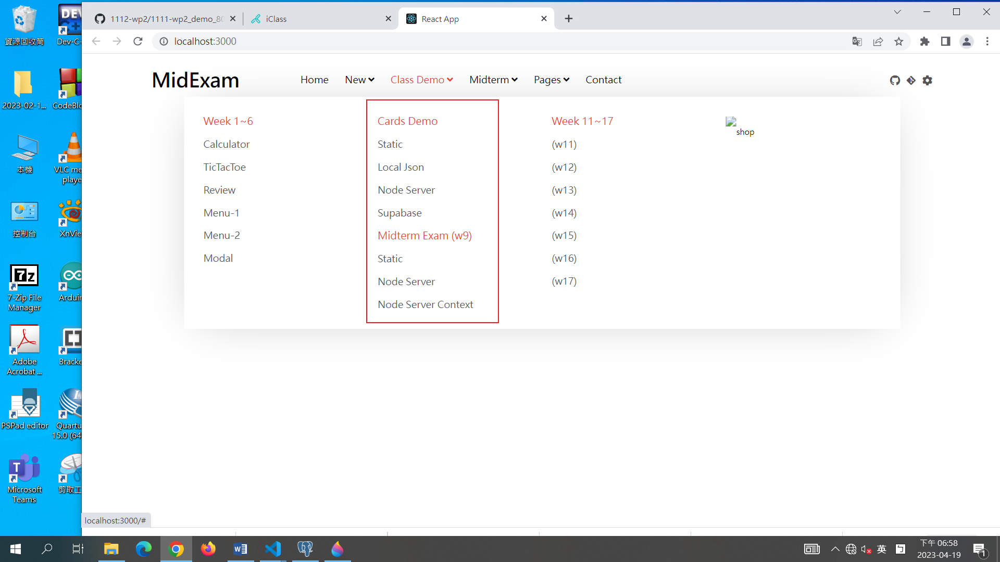 1112-wp2/1111-wp2_demo_80
iClass
React App
localhost:3000
MidExam
Home
New
Class Demo
Midterm
Pages
Contact
Week 1~6
Calculator
TicTacToe
Review
Menu-1
Menu-2
Modal
Cards Demo
Static
Local Json
Node Server
Supabase
Midterm Exam (w9)
Static
Node Server
Node Server Context
Week 11~17
(w11)
(w12)
(w13)
(w14)
(w15)
(w16)
(w17)
shop
資源回收筒
DEV
C++
Dev-C-
2023-02-1...
CodeBlo
本機
VLC me
playe
控制台
XnVie
7z
7-Zip File
Manager
Arduin
Adobe
Acrobat ...
Bracke
PSPad editor
Quartu
15.0 (64
T
Microsoft
Teams
剪取工
localhost:3000/#
英
下午 06:58
2023-04-19
1